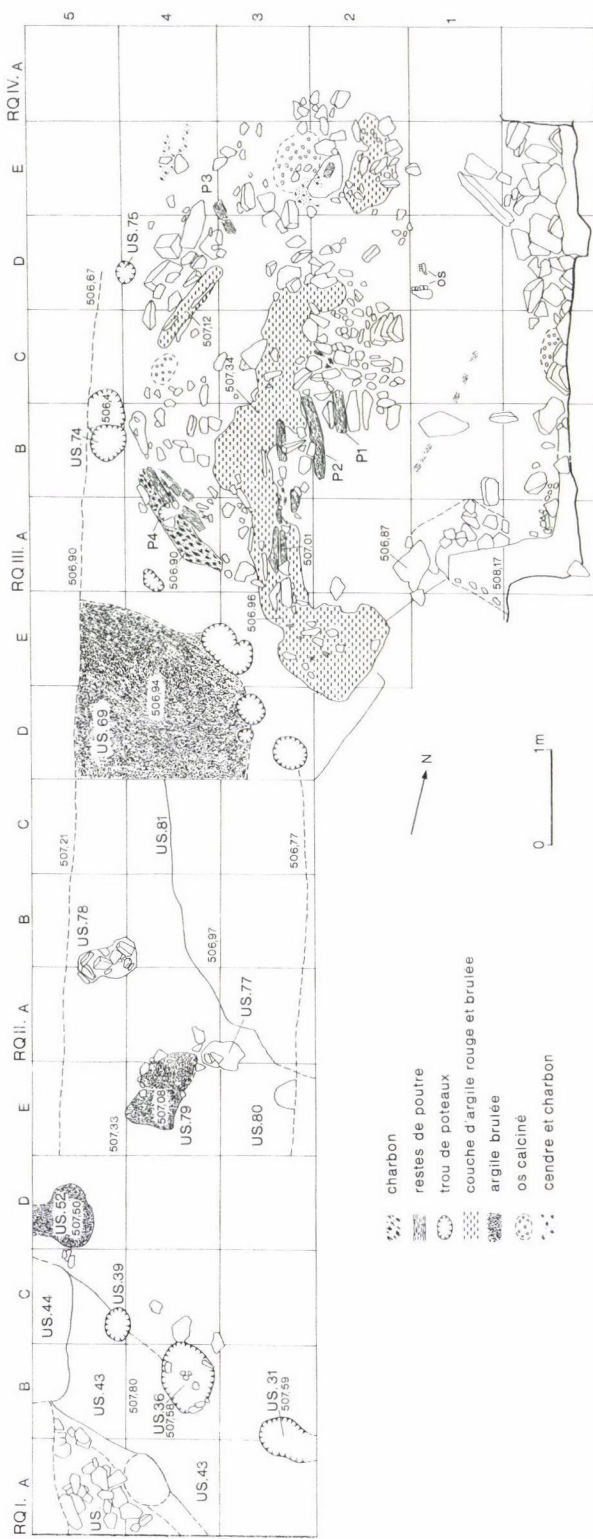 RQ I. A
B
C
D
E
RQ II. A
B
C
D
E
RQ III. A
B
C
D
E
RQ IV. A
5
4
3
2
1
US
US.43
US.43
507,80
US.44
US.39
US.36
507,58
US.31
507,59
US.52
507,50
507,33
507,08
US.79
US.80
US.77
US.78
507,21
506,97
US.81
506,77
US.69
506,94
506,96
506,90
506,90
P4
507,01
506,87
508,17
US.74
506,4
P2
P1
507,34
507,12
US.75
506,67
P3
os
N
0 1m
charbon
restes de poutre
trou de poteaux
couche d'argile rouge et brulée
argile brulée
os calciné
cendre et charbon